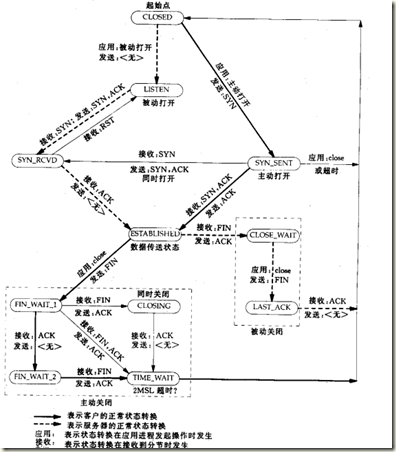 起始点
CLOSED
应用:被动打开
发送:<无>
LISTEN
被动打开
应用:主动打开
发送:SYN
接收:SYN; 发送:SYN, ACK
接收:RST
SYN_RCVD
接收:SYN
发送:SYN, ACK
同时打开
SYN_SENT
主动打开
应用:close
或超时
接收:ACK
发送:<无>
接收:SYN, ACK
发送:ACK
ESTABLISHED
数据传送状态
接收:FIN
发送:ACK
CLOSE_WAIT
应用:close
发送:FIN
应用:close
发送:FIN
LAST_ACK
接收:ACK
发送:<无>
被动关闭
FIN_WAIT_1
接收:FIN
发送:ACK
同时关闭
CLOSING
接收:ACK
发送:<无>
接收:FIN, ACK
发送:ACK
接收:ACK
发送:<无>
FIN_WAIT_2
接收:FIN
发送:ACK
TIME_WAIT
2MSL 超时?
主动关闭
表示客户的正常状态转换
表示服务器的正常状态转换
应用: 表示状态转换在应用进程发起操作时发生
接收: 表示状态转换在接收到分节时发生